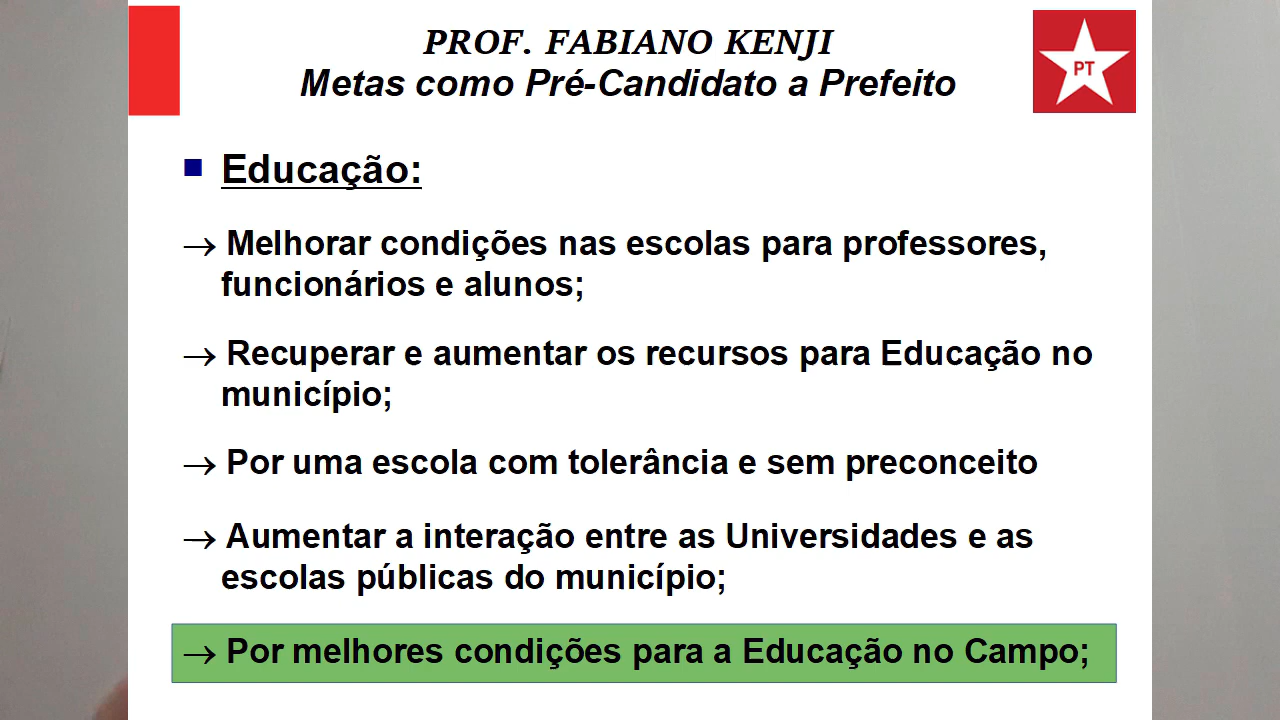 PROF. FABIANO KENJI
Metas como Pré-Candidato a Prefeito
PT
Educação:
→ Melhorar condições nas escolas para professores,
funcionários e alunos;
→ Recuperar e aumentar os recursos para Educação no
município;
→ Por uma escola com tolerância e sem preconceito
→ Aumentar a interação entre as Universidades e as
escolas públicas do município;
→ Por melhores condições para a Educação no Campo;